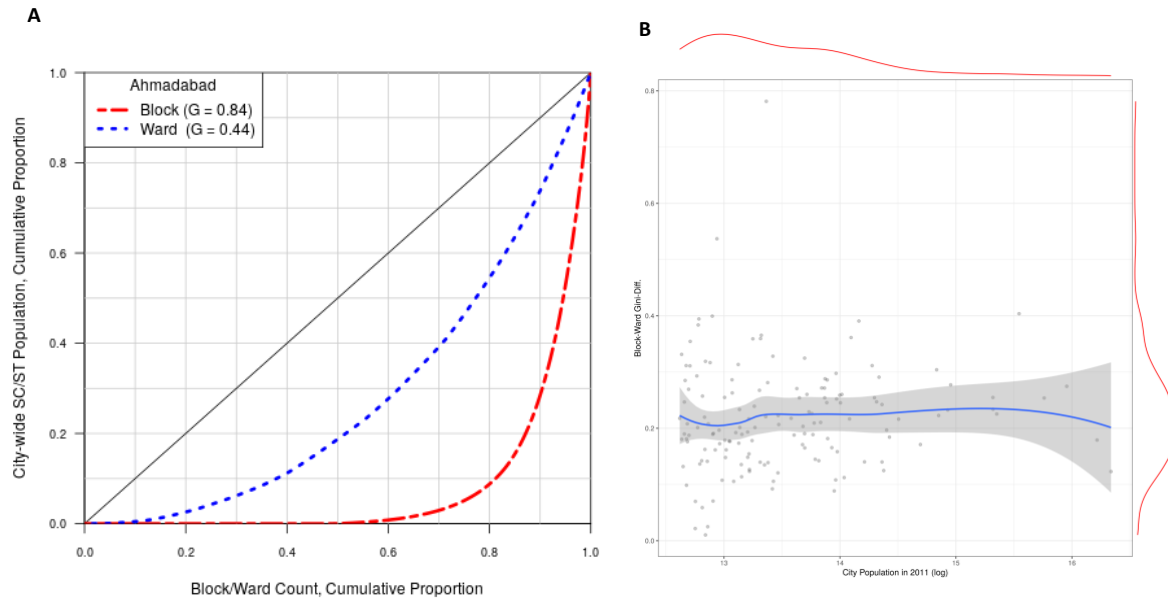 A
Ahmadabad
Block (G = 0.84)
Ward (G = 0.44)
City-wide SC/ST Population, Cumulative Proportion
1.0
0.8
0.6
0.4
0.2
0.0
0.0
0.2
0.4
0.6
0.8
1.0
Block/Ward Count, Cumulative Proportion
B
Block-Ward Gini-Diff.
0.8
0.6
0.4
0.2
0.0
13
14
15
16
City Population in 2011 (log)